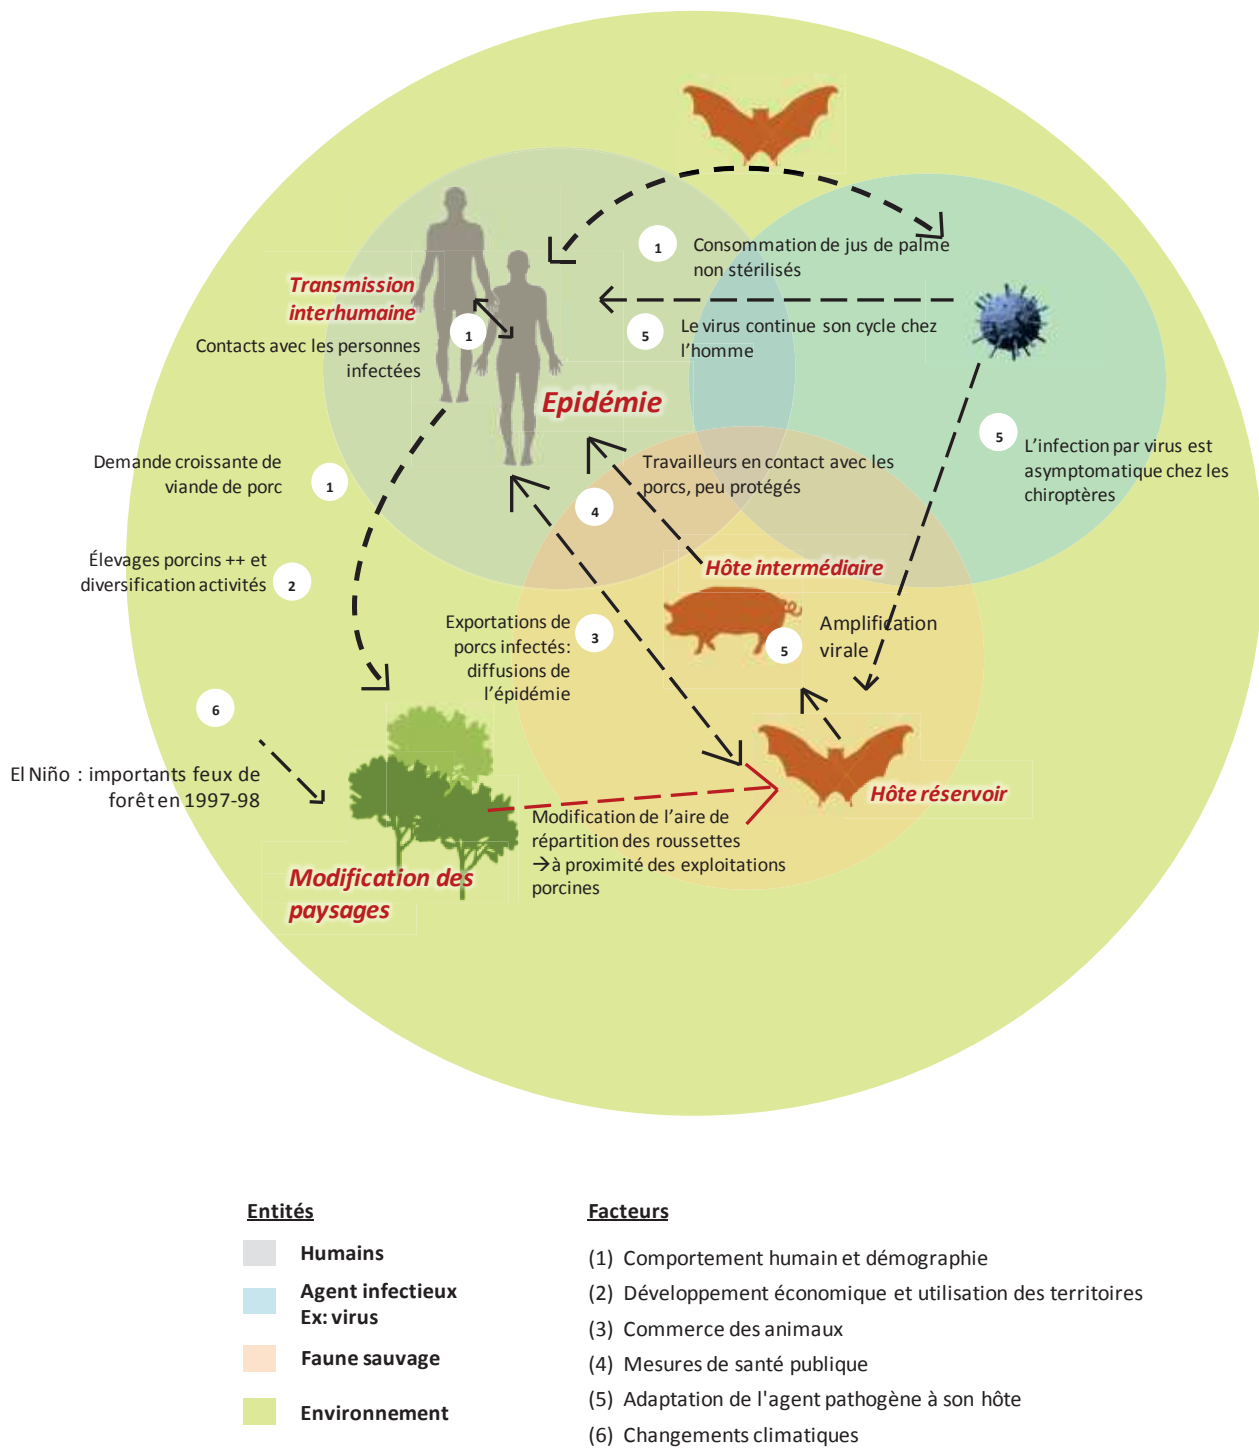 1
Consommation de jus de palme
non stérilisés
Transmission
interhumaine
1
Contacts avec les personnes
infectées
5
Le virus continue son cycle chez
l’homme
Epidémie
5
L’infection par virus est
asymptomatique chez les
chiroptères
Demande croissante de
viande de porc
1
Travailleurs en contact avec les
porcs, peu protégés
4
Élevages porcins ++ et
diversification activités
2
Hôte intermédiaire
Exportations de
porcs infectés:
diffusions de
l’épidémie
3
5
Amplification
virale
6
El Niño : importants feux de
forêt en 1997-98
Hôte réservoir
Modification de l’aire de
répartition des roussettes
→à proximité des exploitations
porcines
Modification des
paysages
Entités
Humains
Agent infectieux
Ex: virus
Faune sauvage
Environnement
Facteurs
(1) Comportement humain et démographie
(2) Développement économique et utilisation des territoires
(3) Commerce des animaux
(4) Mesures de santé publique
(5) Adaptation de l'agent pathogène à son hôte
(6) Changements climatiques